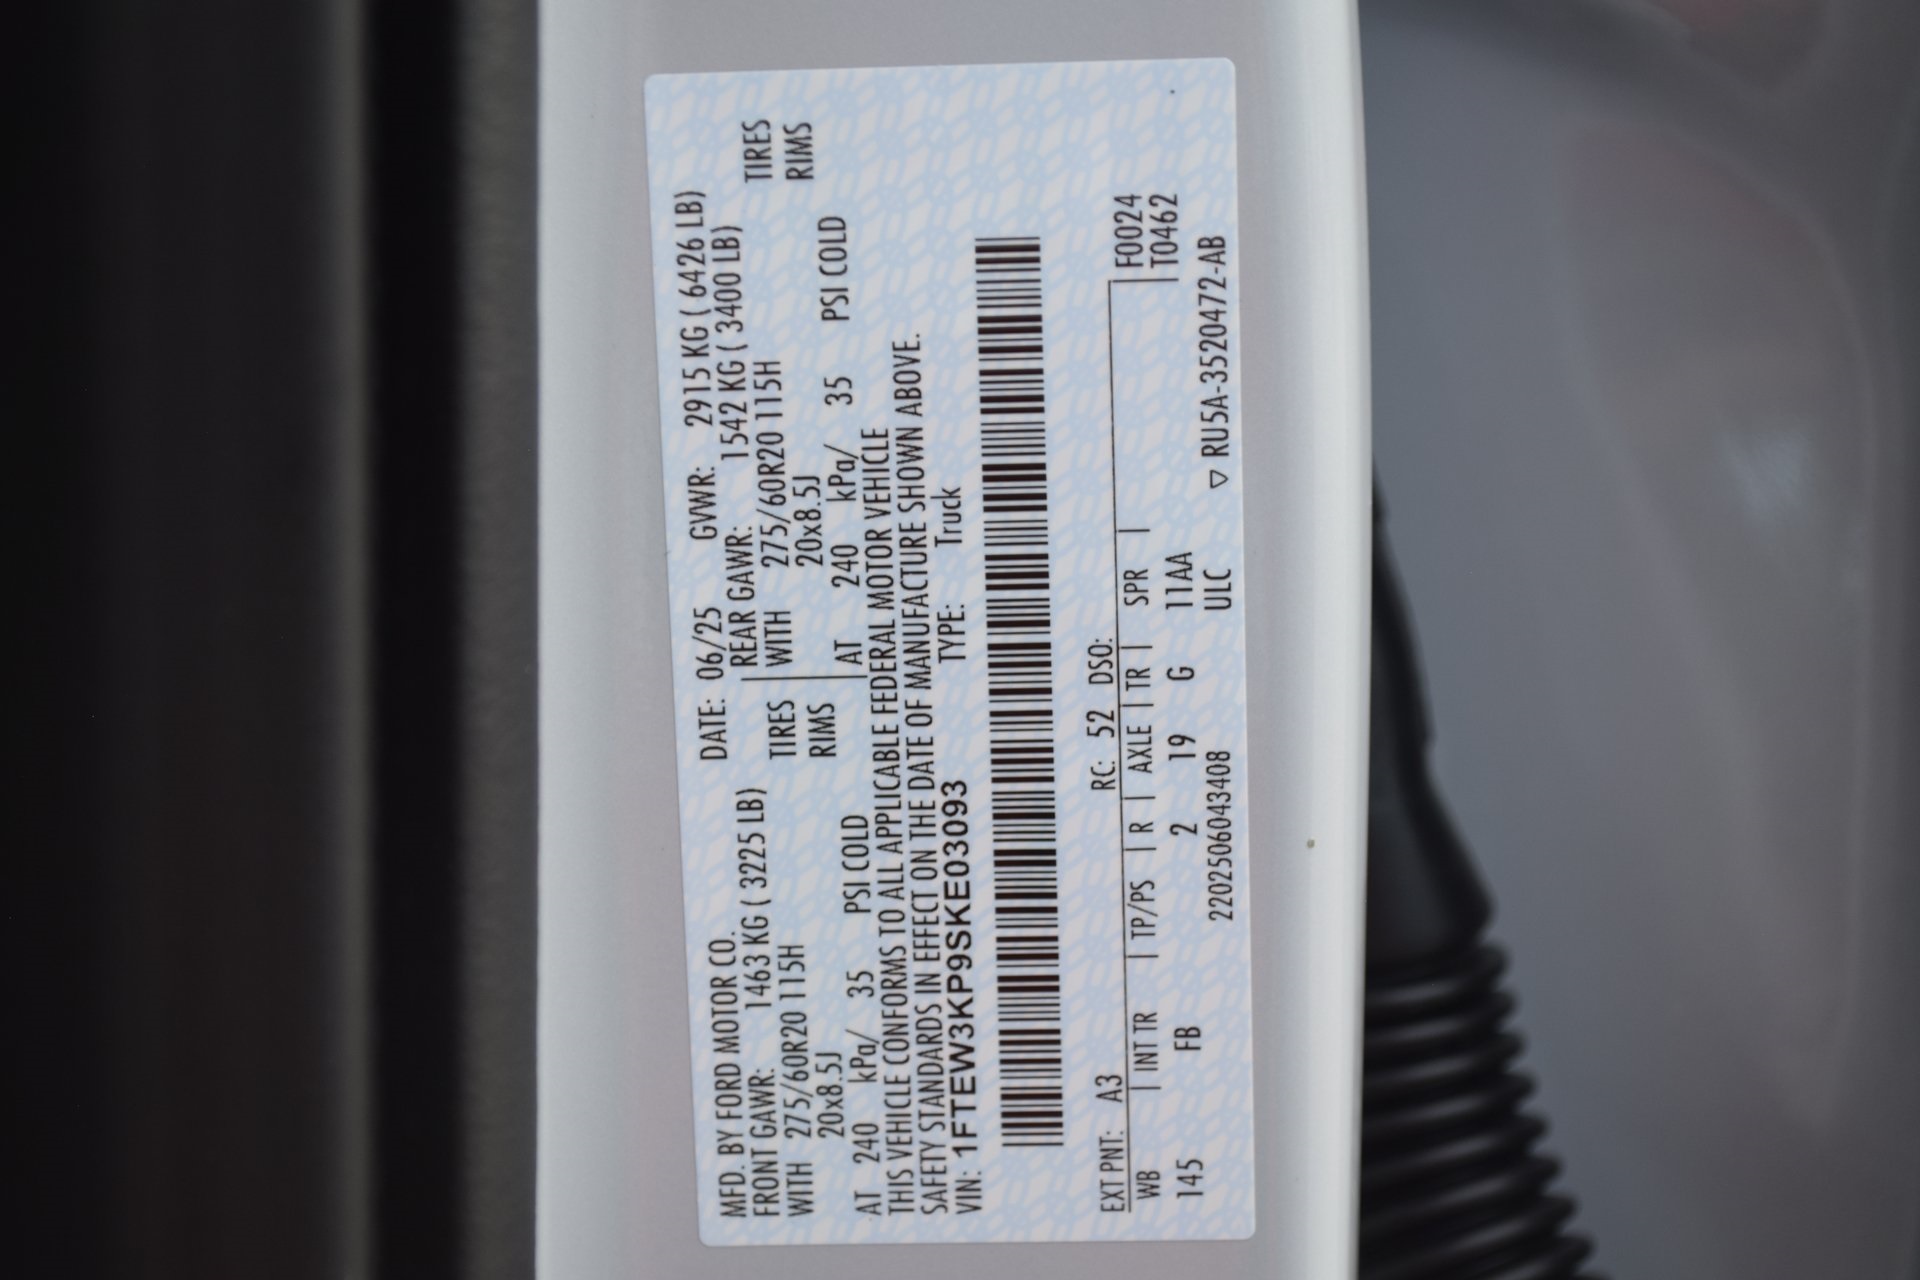 MFD. BY FORD MOTOR CO. DATE: 06/25 GVWR: 2915 KG ( 6426 LB)
FRONT GAWR: 1463 KG ( 3225 LB) REAR GAWR: 1542 KG ( 3400 LB)
WITH 275/60R20 115H TIRES WITH 275/60R20 115H TIRES
20x8.5J RIMS 20x8.5J RIMS
AT 240 kPa/ 35 PSI COLD AT 240 kPa/ 35 PSI COLD
THIS VEHICLE CONFORMS TO ALL APPLICABLE FEDERAL MOTOR VEHICLE
SAFETY STANDARDS IN EFFECT ON THE DATE OF MANUFACTURE SHOWN ABOVE.
VIN: 1FTEW3KP9SKE03093 TYPE: Truck
EXT PNT: A3 RC: 52 DSO:
WB INT TR TP/PS R AXLE TR SPR F0024
145 FB 2 19 G 11AA T0462
2202506043408 ULC ▽ RU5A-3520472-AB